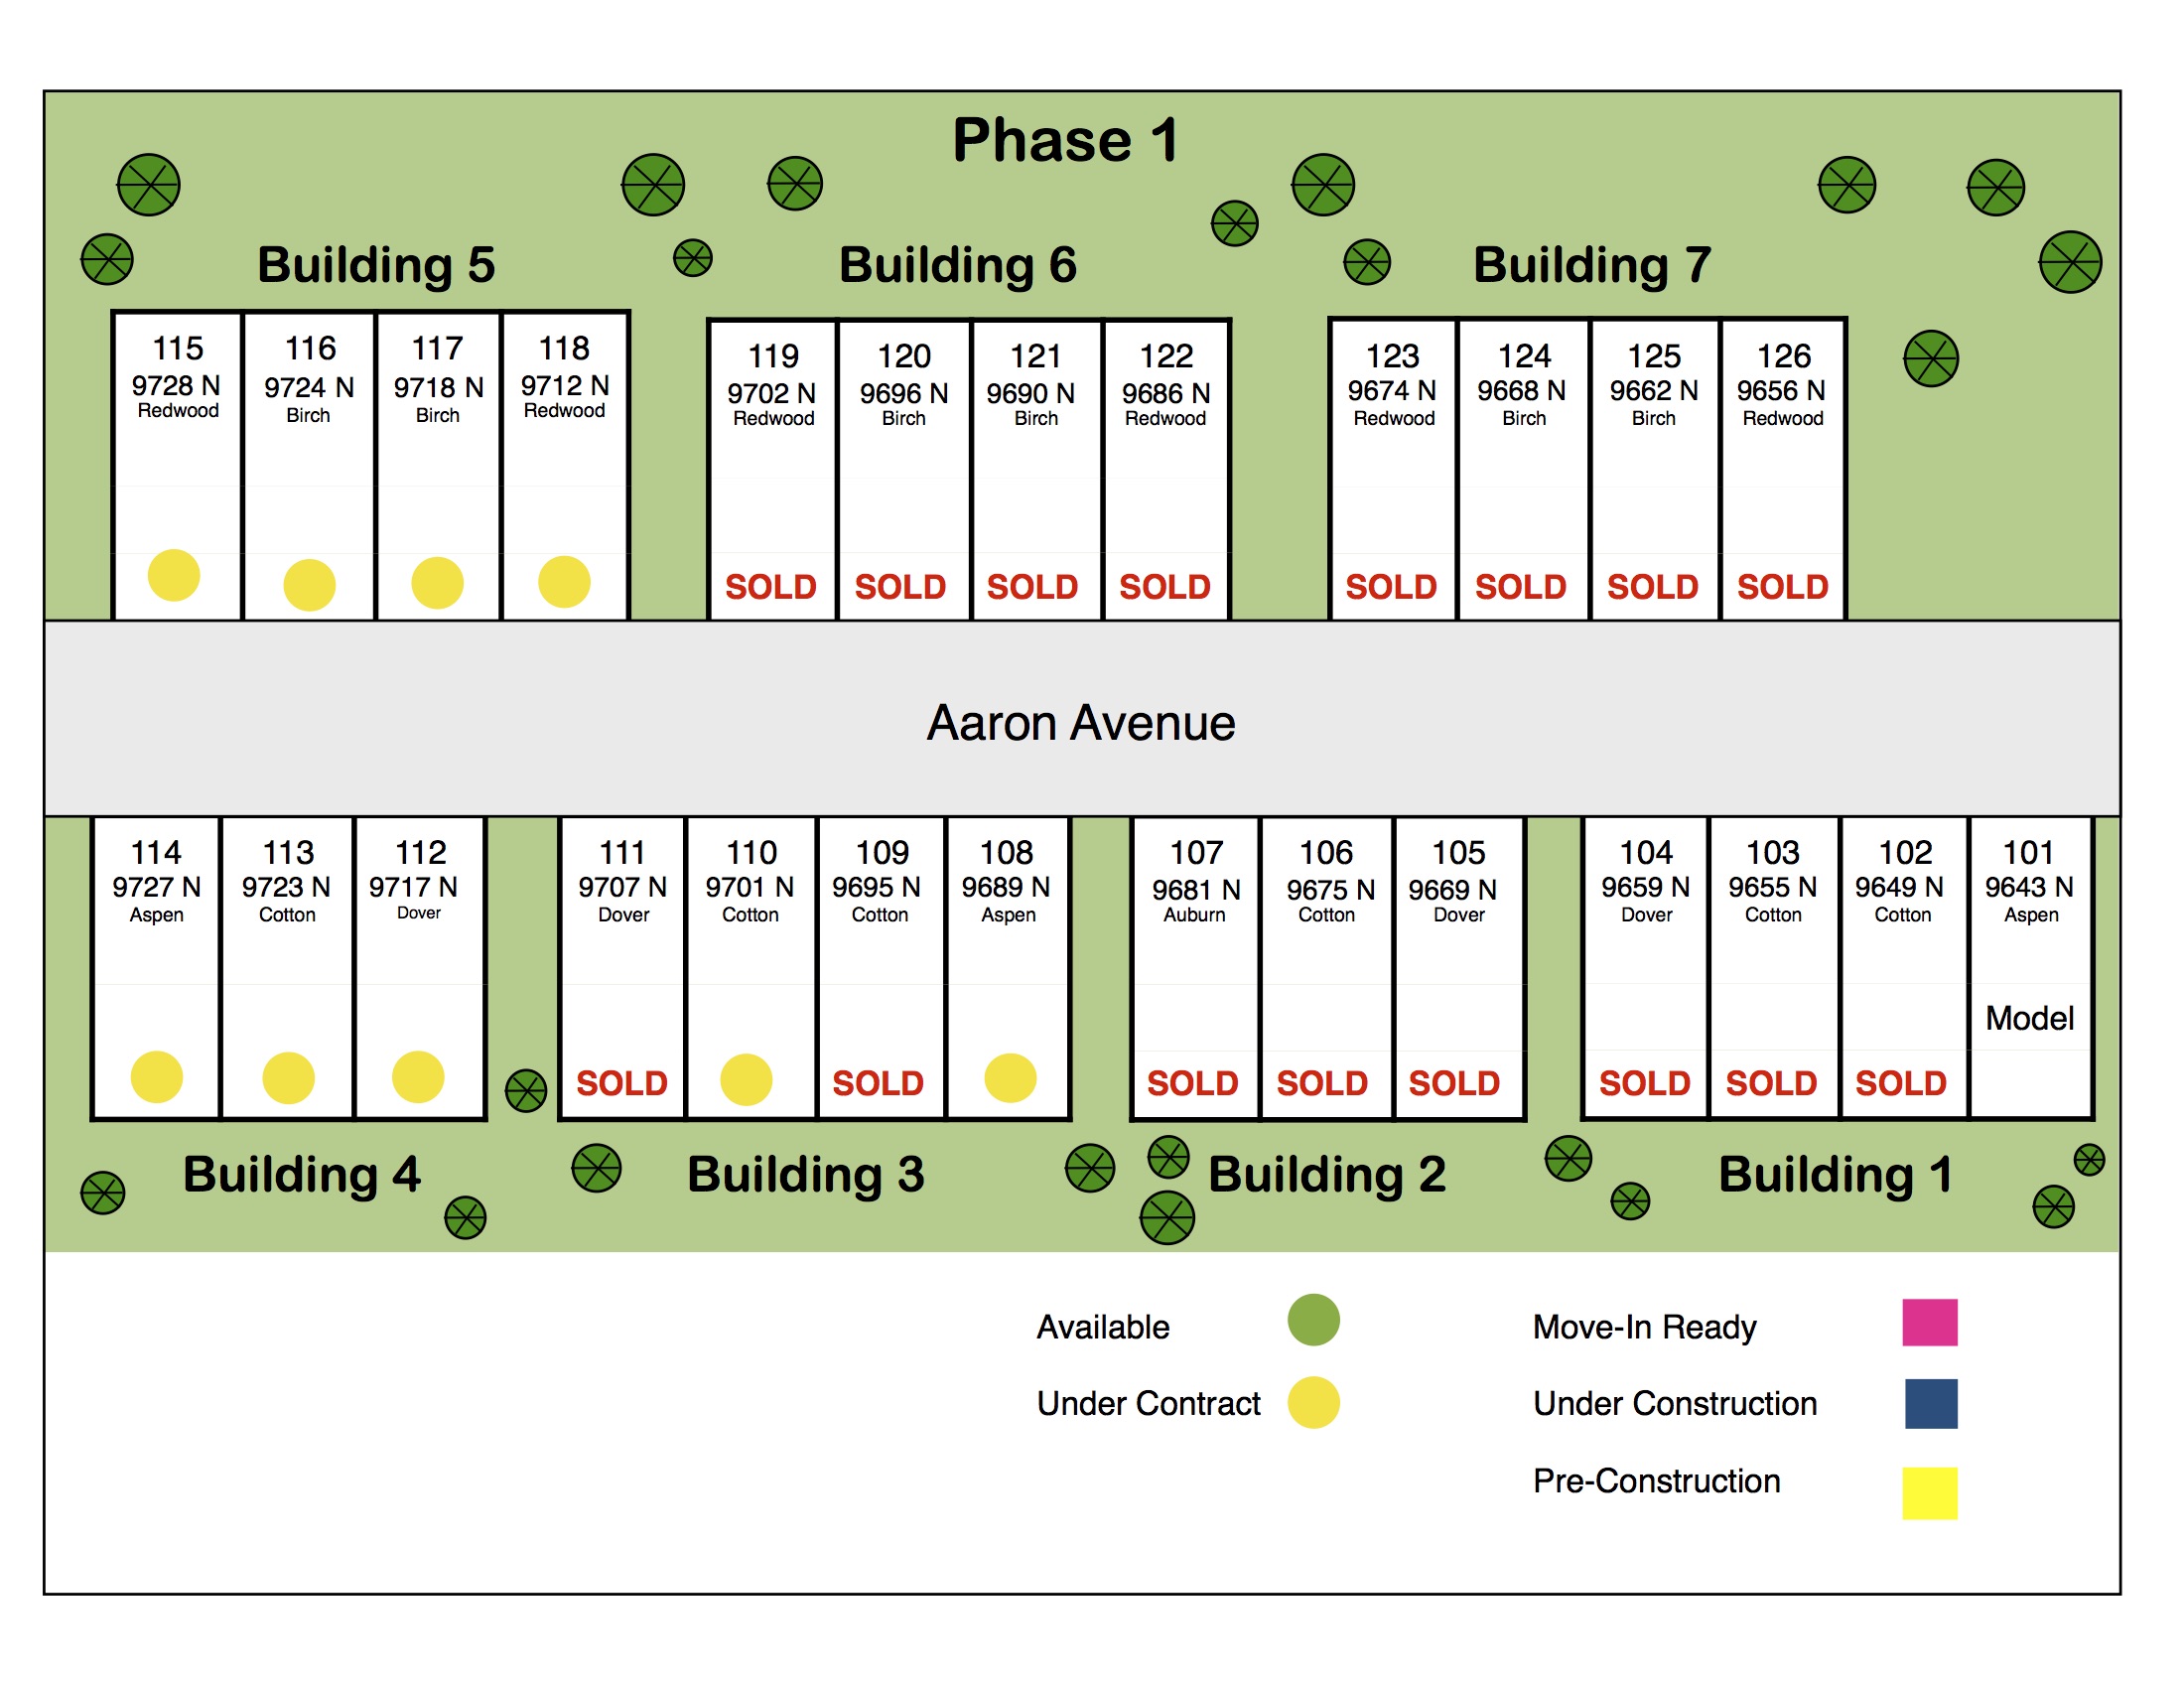 Phase 1
Building 5
Building 6
Building 7
115 116 117 118
9728 N 9724 N 9718 N 9712 N
Redwood Birch Birch Redwood
119 120 121 122
9702 N 9696 N 9690 N 9686 N
Redwood Birch Birch Redwood
SOLD SOLD SOLD SOLD
123 124 125 126
9674 N 9668 N 9662 N 9656 N
Redwood Birch Birch Redwood
SOLD SOLD SOLD SOLD
Aaron Avenue
114 113 112
9727 N 9723 N 9717 N
Aspen Cotton Dover
111 110 109 108
9707 N 9701 N 9695 N 9689 N
Dover Cotton Cotton Aspen
SOLD SOLD
107 106 105
9681 N 9675 N 9669 N
Auburn Cotton Dover
SOLD SOLD SOLD
104 103 102 101
9659 N 9655 N 9649 N 9643 N
Dover Cotton Cotton Aspen
Model
SOLD SOLD SOLD
Building 4
Building 3
Building 2
Building 1
Available
Under Contract
Move-In Ready
Under Construction
Pre-Construction